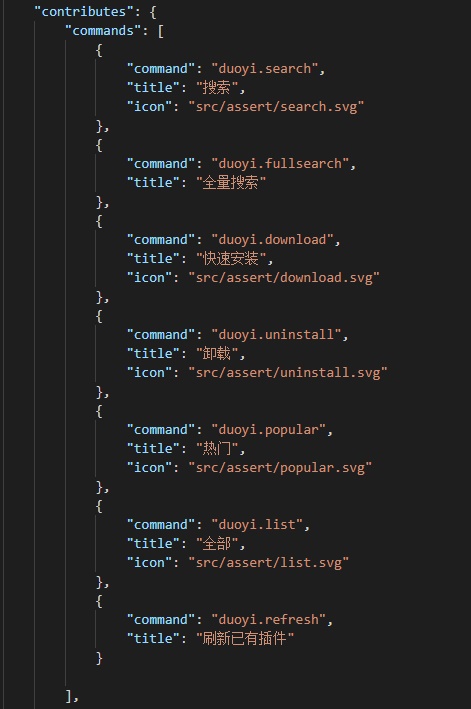 "contributes": {
"commands": [
{
"command": "duoyi.search",
"title": "搜索",
"icon": "src/assert/search.svg"
},
{
"command": "duoyi.fullsearch",
"title": "全量搜索"
},
{
"command": "duoyi.download",
"title": "快速安装",
"icon": "src/assert/download.svg"
},
{
"command": "duoyi.uninstall",
"title": "卸载",
"icon": "src/assert/uninstall.svg"
},
{
"command": "duoyi.popular",
"title": "热门",
"icon": "src/assert/popular.svg"
},
{
"command": "duoyi.list",
"title": "全部",
"icon": "src/assert/list.svg"
},
{
"command": "duoyi.refresh",
"title": "刷新已有插件"
}
],